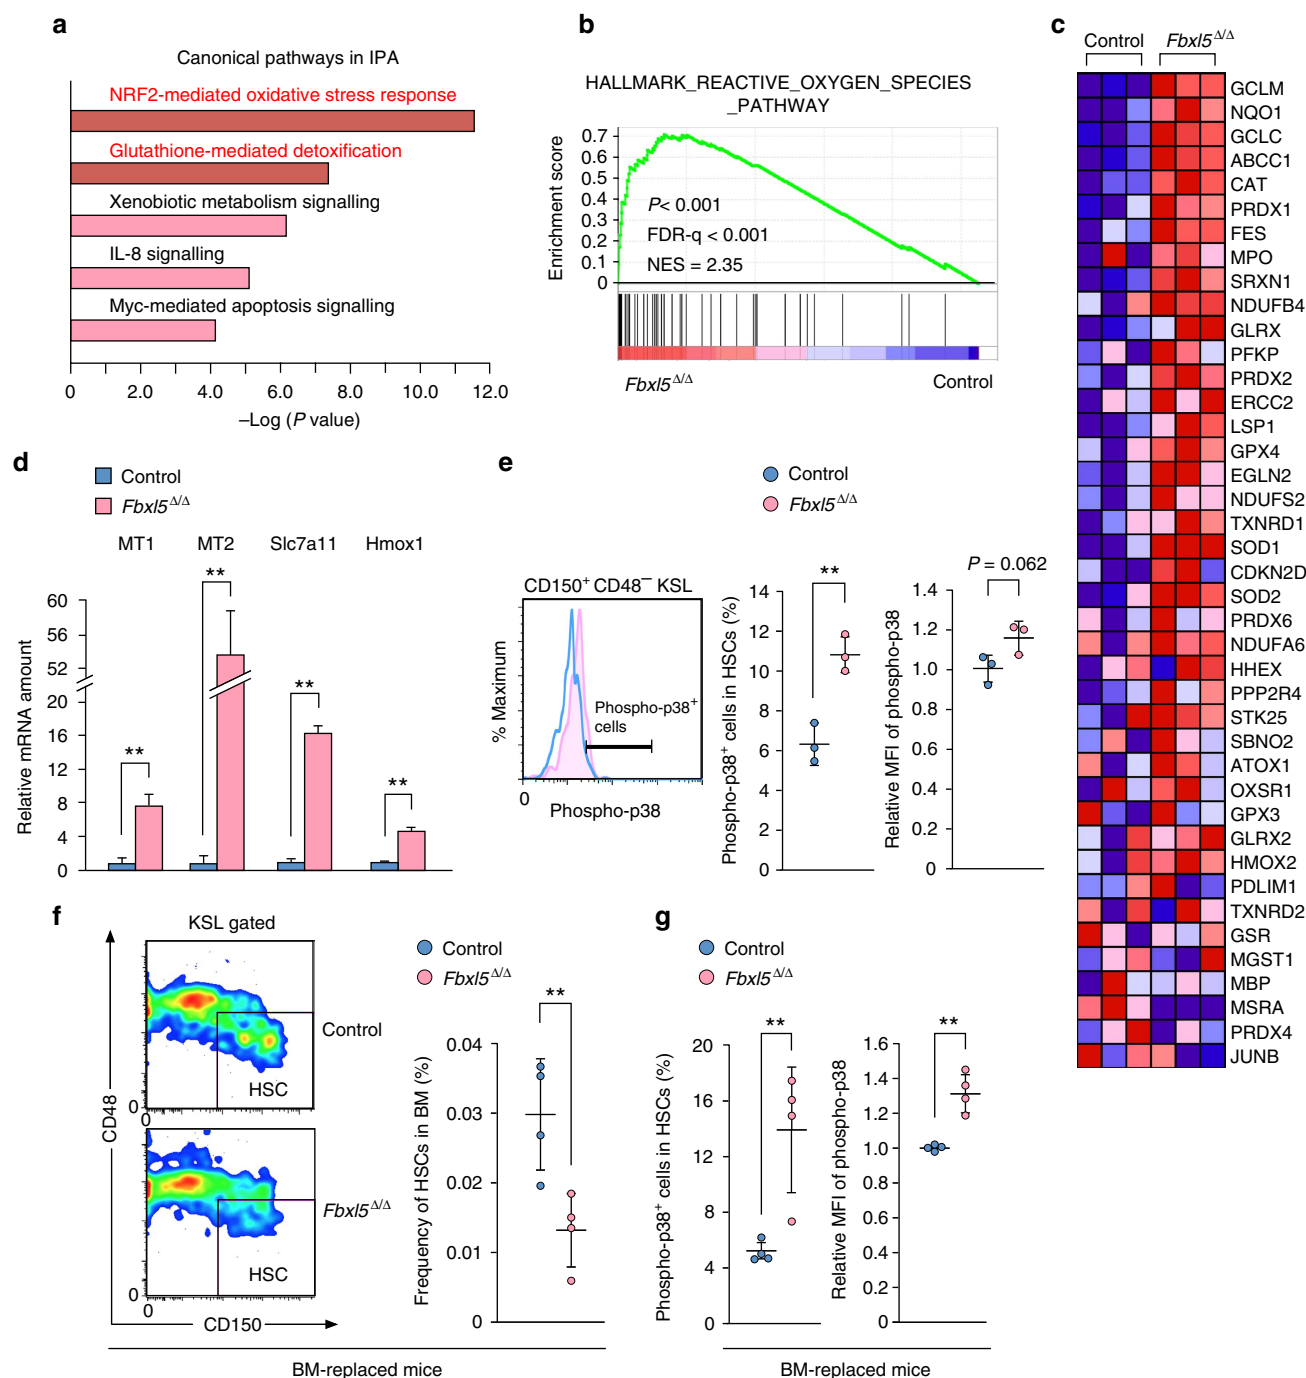 a
Canonical pathways in IPA
NRF2-mediated oxidative stress response
Glutathione-mediated detoxification
Xenobiotic metabolism signalling
IL-8 signalling
Myc-mediated apoptosis signalling
0 2.0 4.0 6.0 8.0 10.0 12.0
–Log (P value)
b
HALLMARK_REACTIVE_OXYGEN_SPECIES
_PATHWAY
Enrichment score
0.7
0.6
0.5
0.4
0.3
0.2
0.1
0
P< 0.001
FDR-q < 0.001
NES = 2.35
Fbxl5 Δ/Δ
Control
c
Control Fbxl5 Δ/Δ
GCLM
NQO1
GCLC
ABCC1
CAT
PRDX1
FES
MPO
SRXN1
NDUFB4
GLRX
PFKP
PRDX2
ERCC2
LSP1
GPX4
EGLN2
NDUFS2
TXNRD1
SOD1
CDKN2D
SOD2
PRDX6
NDUFA6
HHEX
PPP2R4
STK25
SBNO2
ATOX1
OXSR1
GPX3
GLRX2
HMOX2
PDLIM1
TXNRD2
GSR
MGST1
MBP
MSRA
PRDX4
JUNB
d
Control
Fbxl5 Δ/Δ
MT1 MT2 Slc7a11 Hmox1
Relative mRNA amount
60
56
52
20
16
12
8
4
0
** ** ** **
e
Control
Fbxl5 Δ/Δ
CD150+ CD48– KSL
% Maximum
Phospho-p38+
cells
0
Phospho-p38
Phospho-p38+ cells in HSCs (%)
14
12
10
8
6
4
2
0
**
Relative MFI of phospho-p38
1.4
1.2
1.0
0.8
0.6
0.4
0.2
0
P = 0.062
f
KSL gated
CD48
0
0
HSC
Control
0
0
HSC
Fbxl5 Δ/Δ
CD150
Control
Fbxl5 Δ/Δ
**
Frequency of HSCs in BM (%)
0.04
0.03
0.02
0.01
0
BM-replaced mice
g
Control
Fbxl5 Δ/Δ
**
Phospho-p38+ cells in HSCs (%)
20
16
12
8
4
0
**
Relative MFI of phospho-p38
1.6
1.4
1.2
1.0
0.8
0.6
0.4
0.2
0
BM-replaced mice